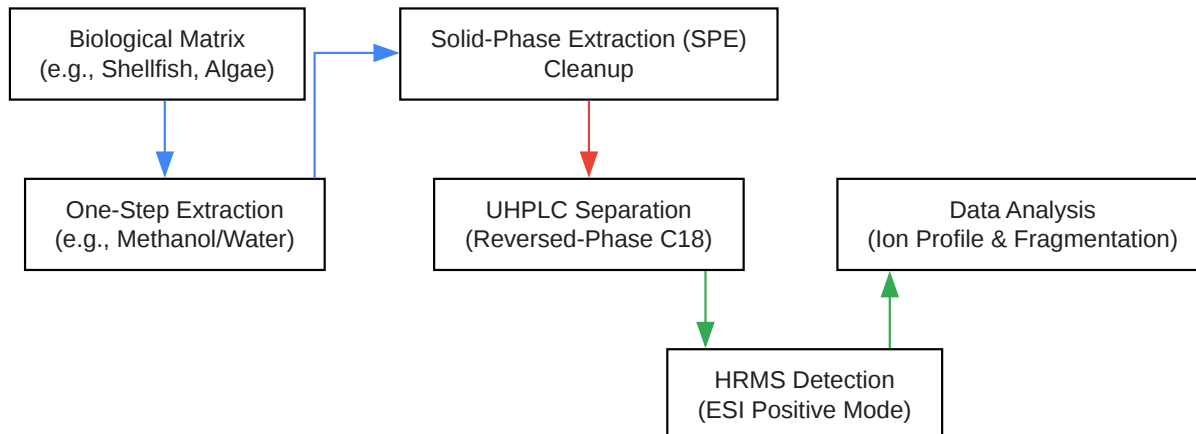 Biological Matrix
(e.g., Shellfish, Algae)
One-Step Extraction
(e.g., Methanol/Water)
Solid-Phase Extraction (SPE)
Cleanup
UHPLC Separation
(Reversed-Phase C18)
HRMS Detection
(ESI Positive Mode)
Data Analysis
(Ion Profile & Fragmentation)